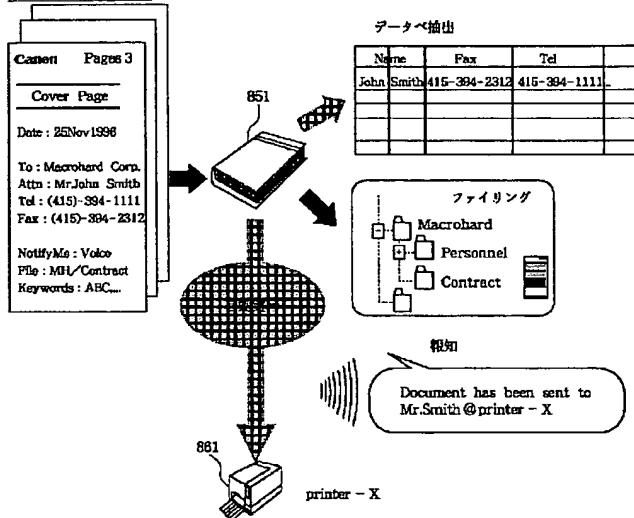 Canon Pages 3
Cover Page
Date : 25Nov1996
To : Macrohard Corp.
Attn : Mr.John Smith
Tel : (415)-394-1111
Fax : (415)-394-2312
NotifyMe : Voice
File : MH/Contract
Keywords : ABC,...
851
データベ抽出
Name Fax Tel
John Smith 415-394-2312 415-394-1111
ファイリング
Macrohard
Personnel
Contract
報知
Document has been sent to
Mr.Smith@printer - X
861
printer - X